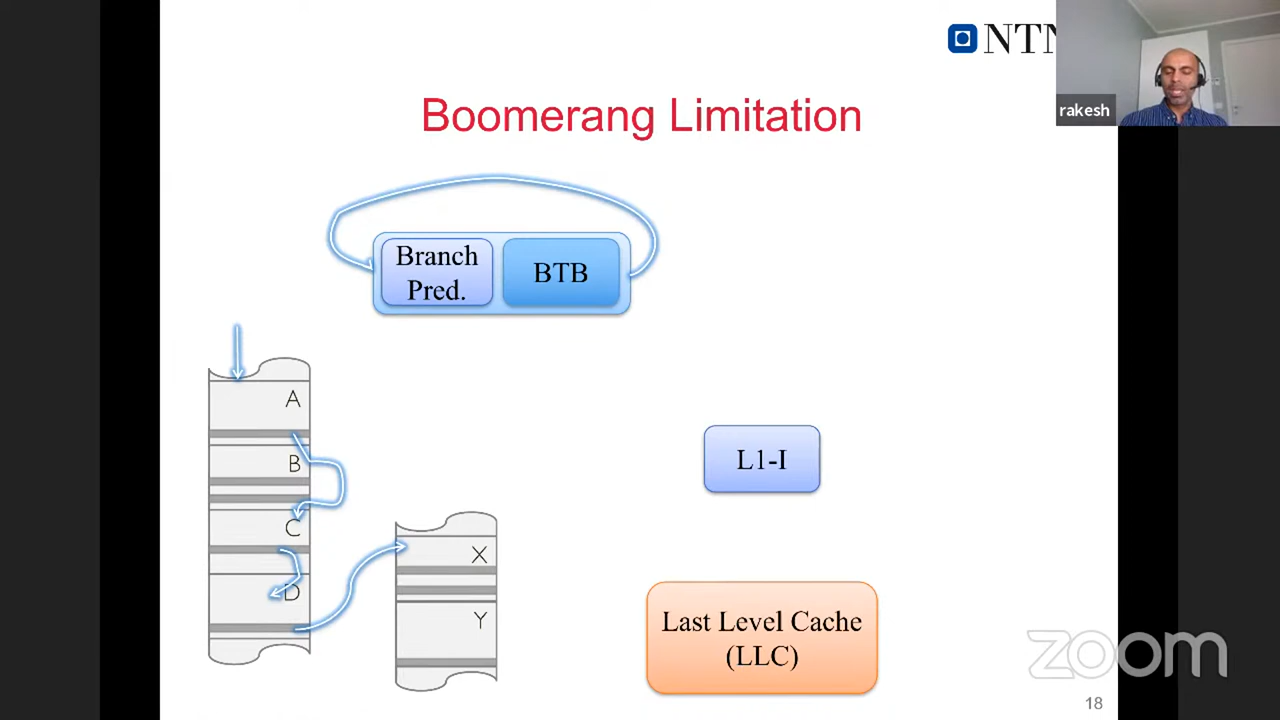 NTN
rakesh
Boomerang Limitation
Branch
Pred.
BTB
A
B
C
D
X
Y
L1-I
Last Level Cache
(LLC)
zoom
18